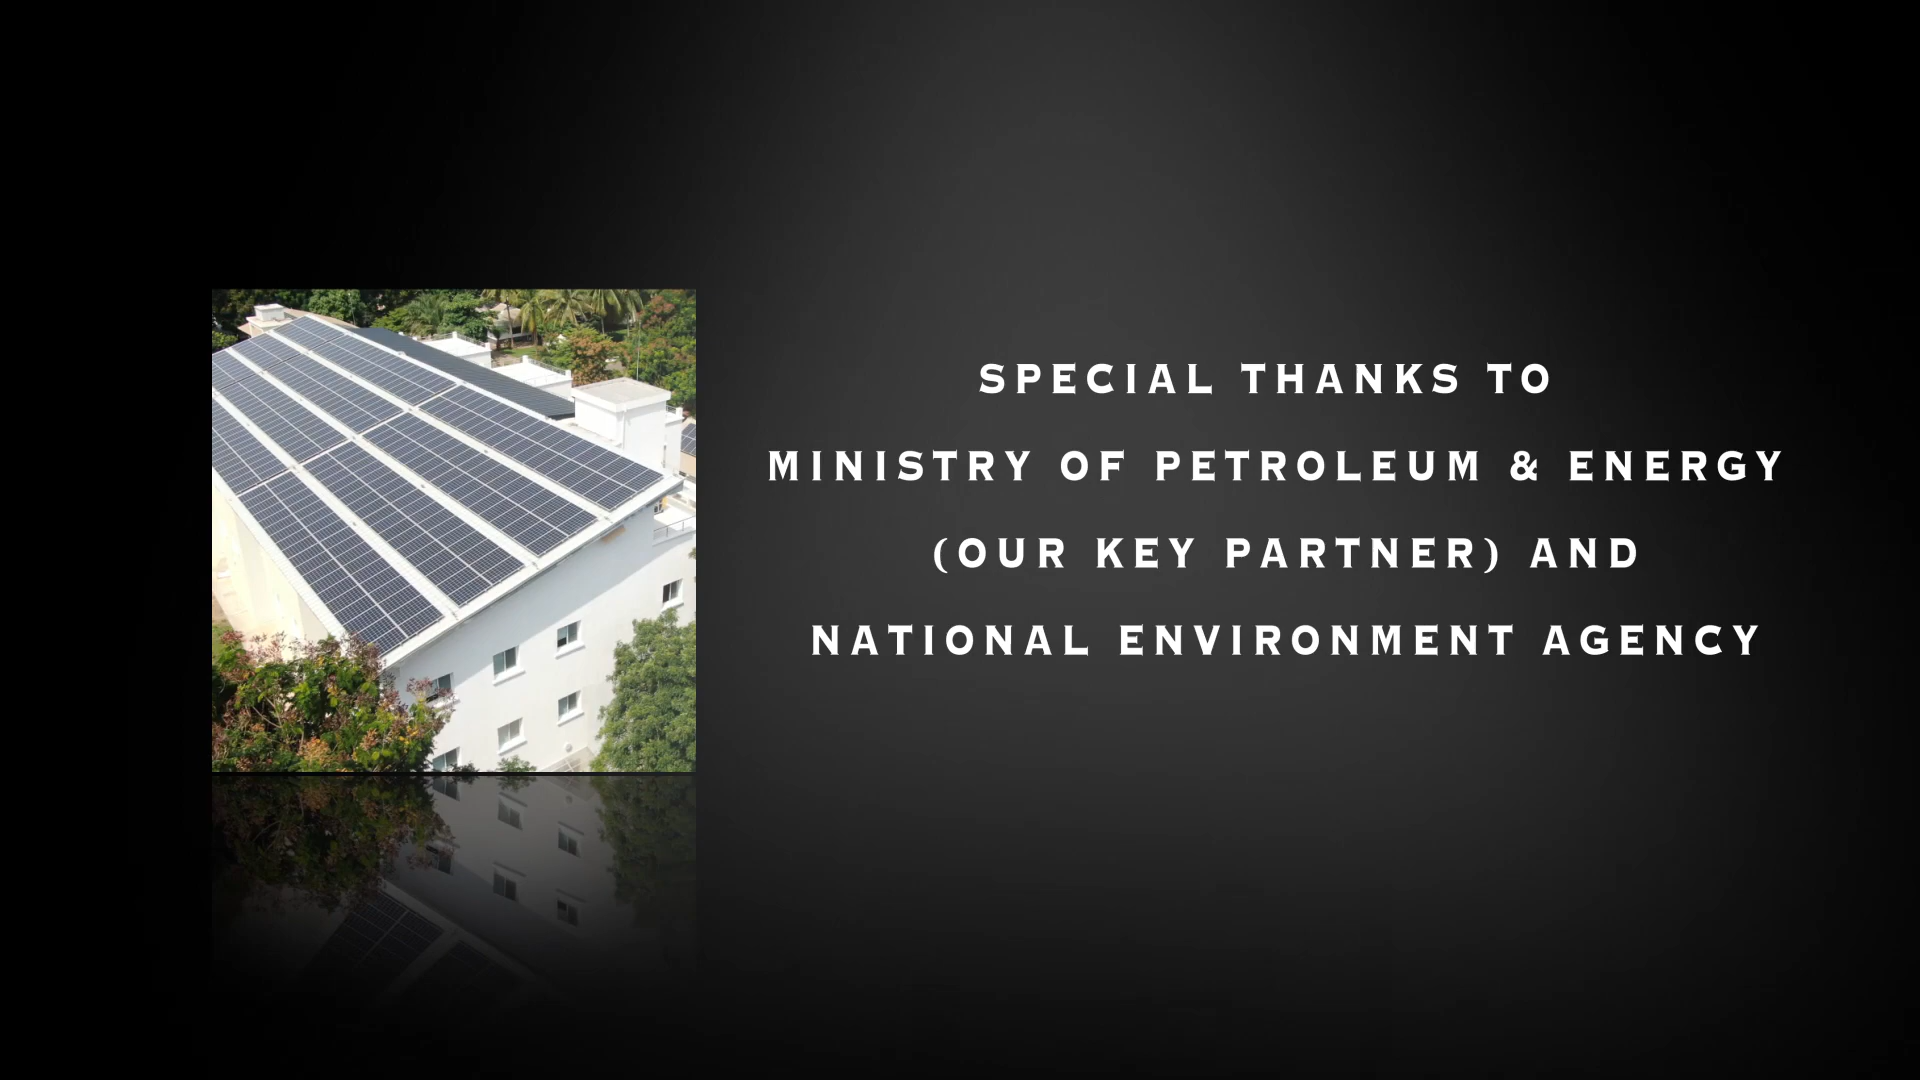 SPECIAL THANKS TO
MINISTRY OF PETROLEUM & ENERGY
(OUR KEY PARTNER) AND
NATIONAL ENVIRONMENT AGENCY